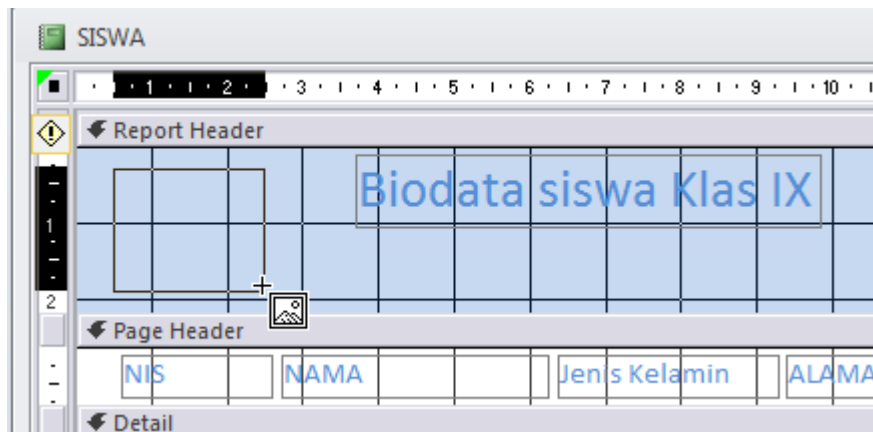 SISWA
1 2 3 4 5 6 7 8 9 10
Report Header
Biodata siswa Klas IX
1
2
Page Header
NIS NAMA Jenis Kelamin ALAMA
Detail